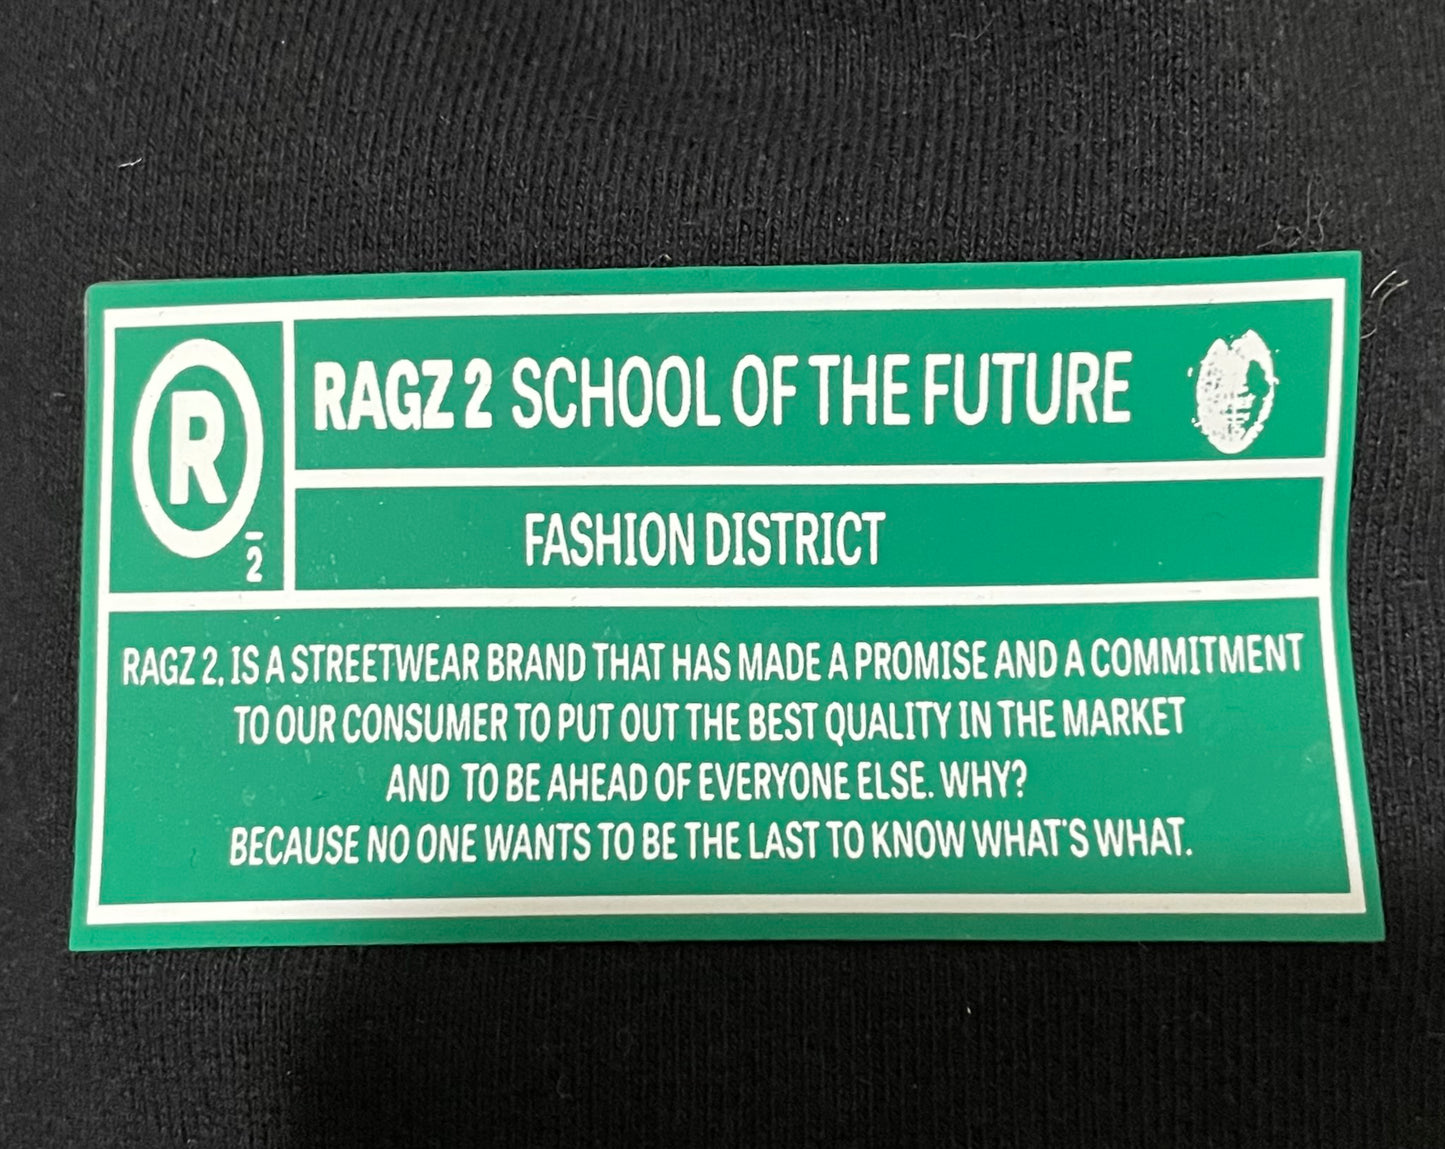 R
2
RAGZ 2 SCHOOL OF THE FUTURE
FASHION DISTRICT
RAGZ 2, IS A STREETWEAR BRAND THAT HAS MADE A PROMISE AND A COMMITMENT
TO OUR CONSUMER TO PUT OUT THE BEST QUALITY IN THE MARKET
AND TO BE AHEAD OF EVERYONE ELSE. WHY?
BECAUSE NO ONE WANTS TO BE THE LAST TO KNOW WHAT'S WHAT.